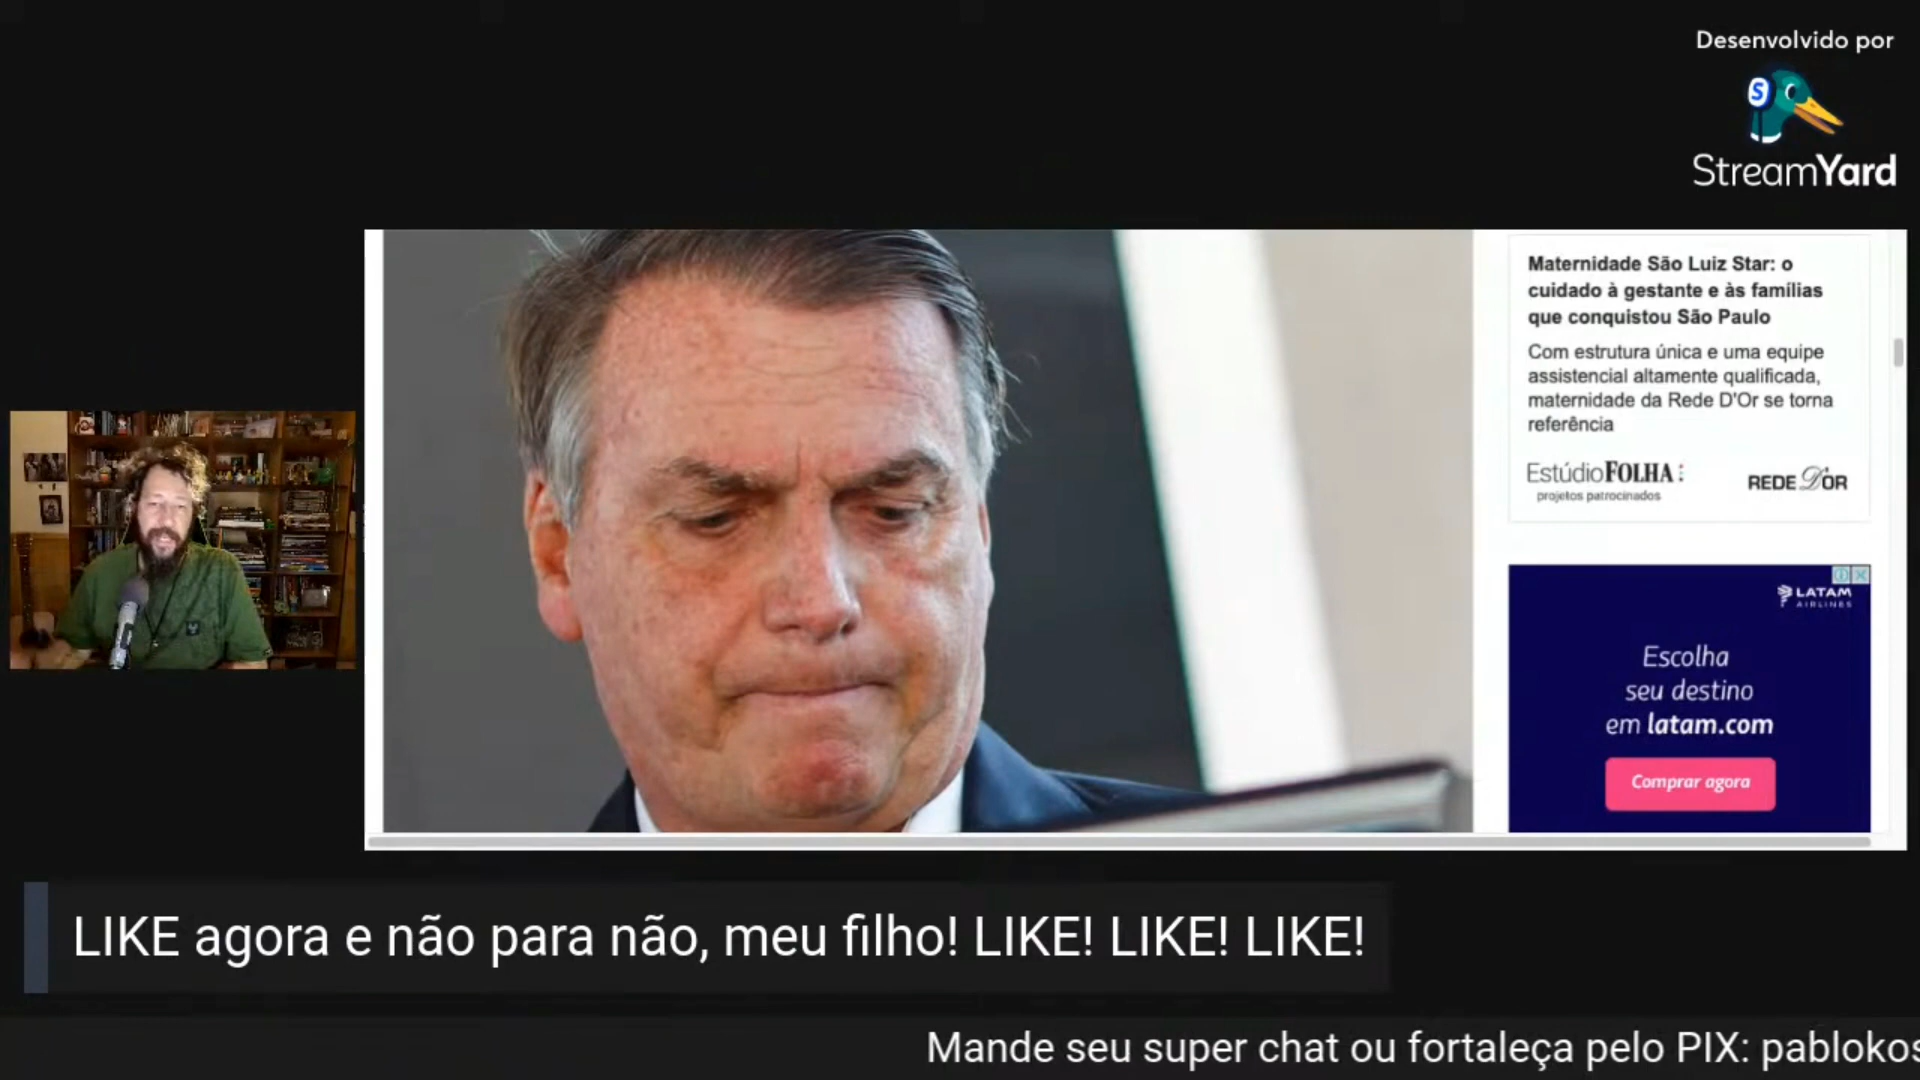 Desenvolvido por
S
StreamYard
Maternidade São Luiz Star: o
cuidado à gestante e às famílias
que conquistou São Paulo
Com estrutura única e uma equipe
assistencial altamente qualificada,
maternidade da Rede D'Or se torna
referência
EstúdioFOLHA:
projetos patrocinados
REDE D'OR
LATAM
AIRLINES
Escolha
seu destino
em latam.com
Comprar agora
LIKE agora e não para não, meu filho! LIKE! LIKE! LIKE!
Mande seu super chat ou fortaleça pelo PIX: pablokos